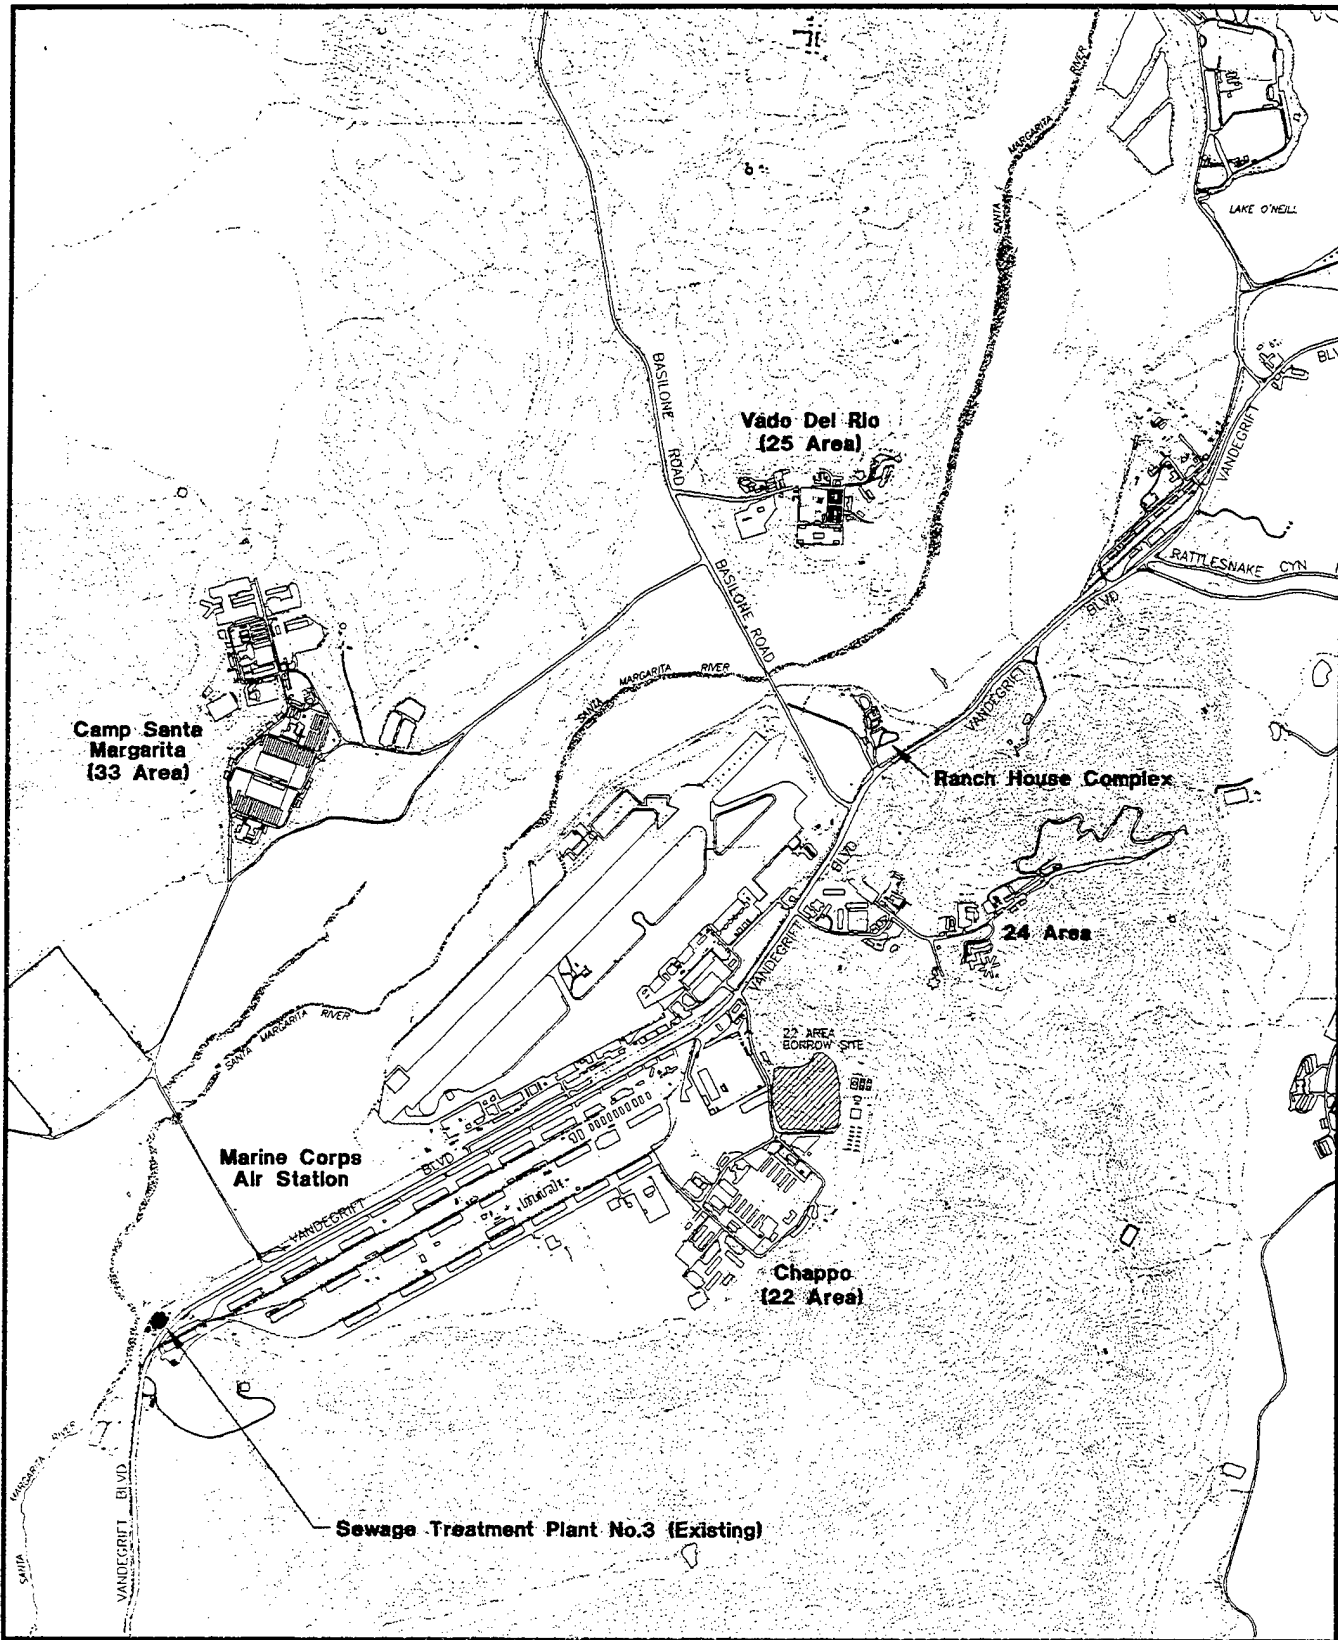 RIVER
MARGARITA
SANTA
LAKE O'NEILL
BASILONE
ROAD
BLV
Vado Del Rio
(25 Area)
VANDEGRIFT
RATTLESNAKE CYN
BLVD
BASILONE ROAD
MARGARITA RIVER
SANTA
VANDEGRIFT
Camp Santa
Margarita
(33 Area)
Ranch House Complex
BLVD
24 Area
VANDEGRIFT
SANTA MARGARITA RIVER
22 AREA
BORROW SITE
Marine Corps
Air Station
BLVD
VANDEGRIFT
Chappo
(22 Area)
RIVER
MARGARITA
SANTA
VANDEGRIFT BLVD
Sewage Treatment Plant No.3 (Existing)